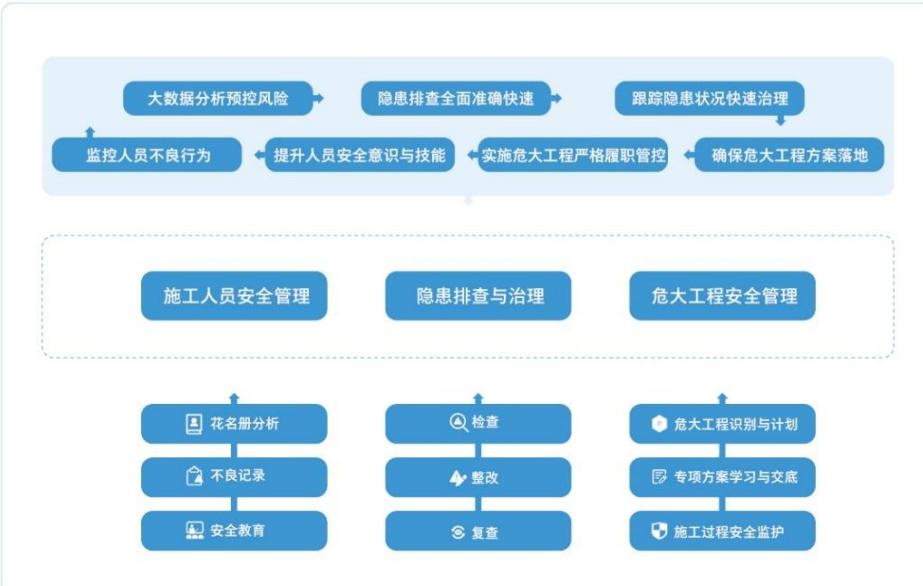 大数据分析预控风险
隐患排查全面准确快速
跟踪隐患状况快速治理
监控人员不良行为
提升人员安全意识与技能
实施危大工程严格履职管控
确保危大工程方案落地
施工人员安全管理
隐患排查与治理
危大工程安全管理
花名册分析
检查
危大工程识别与计划
不良记录
整改
专项方案学习与交底
安全教育
复查
施工过程安全监护